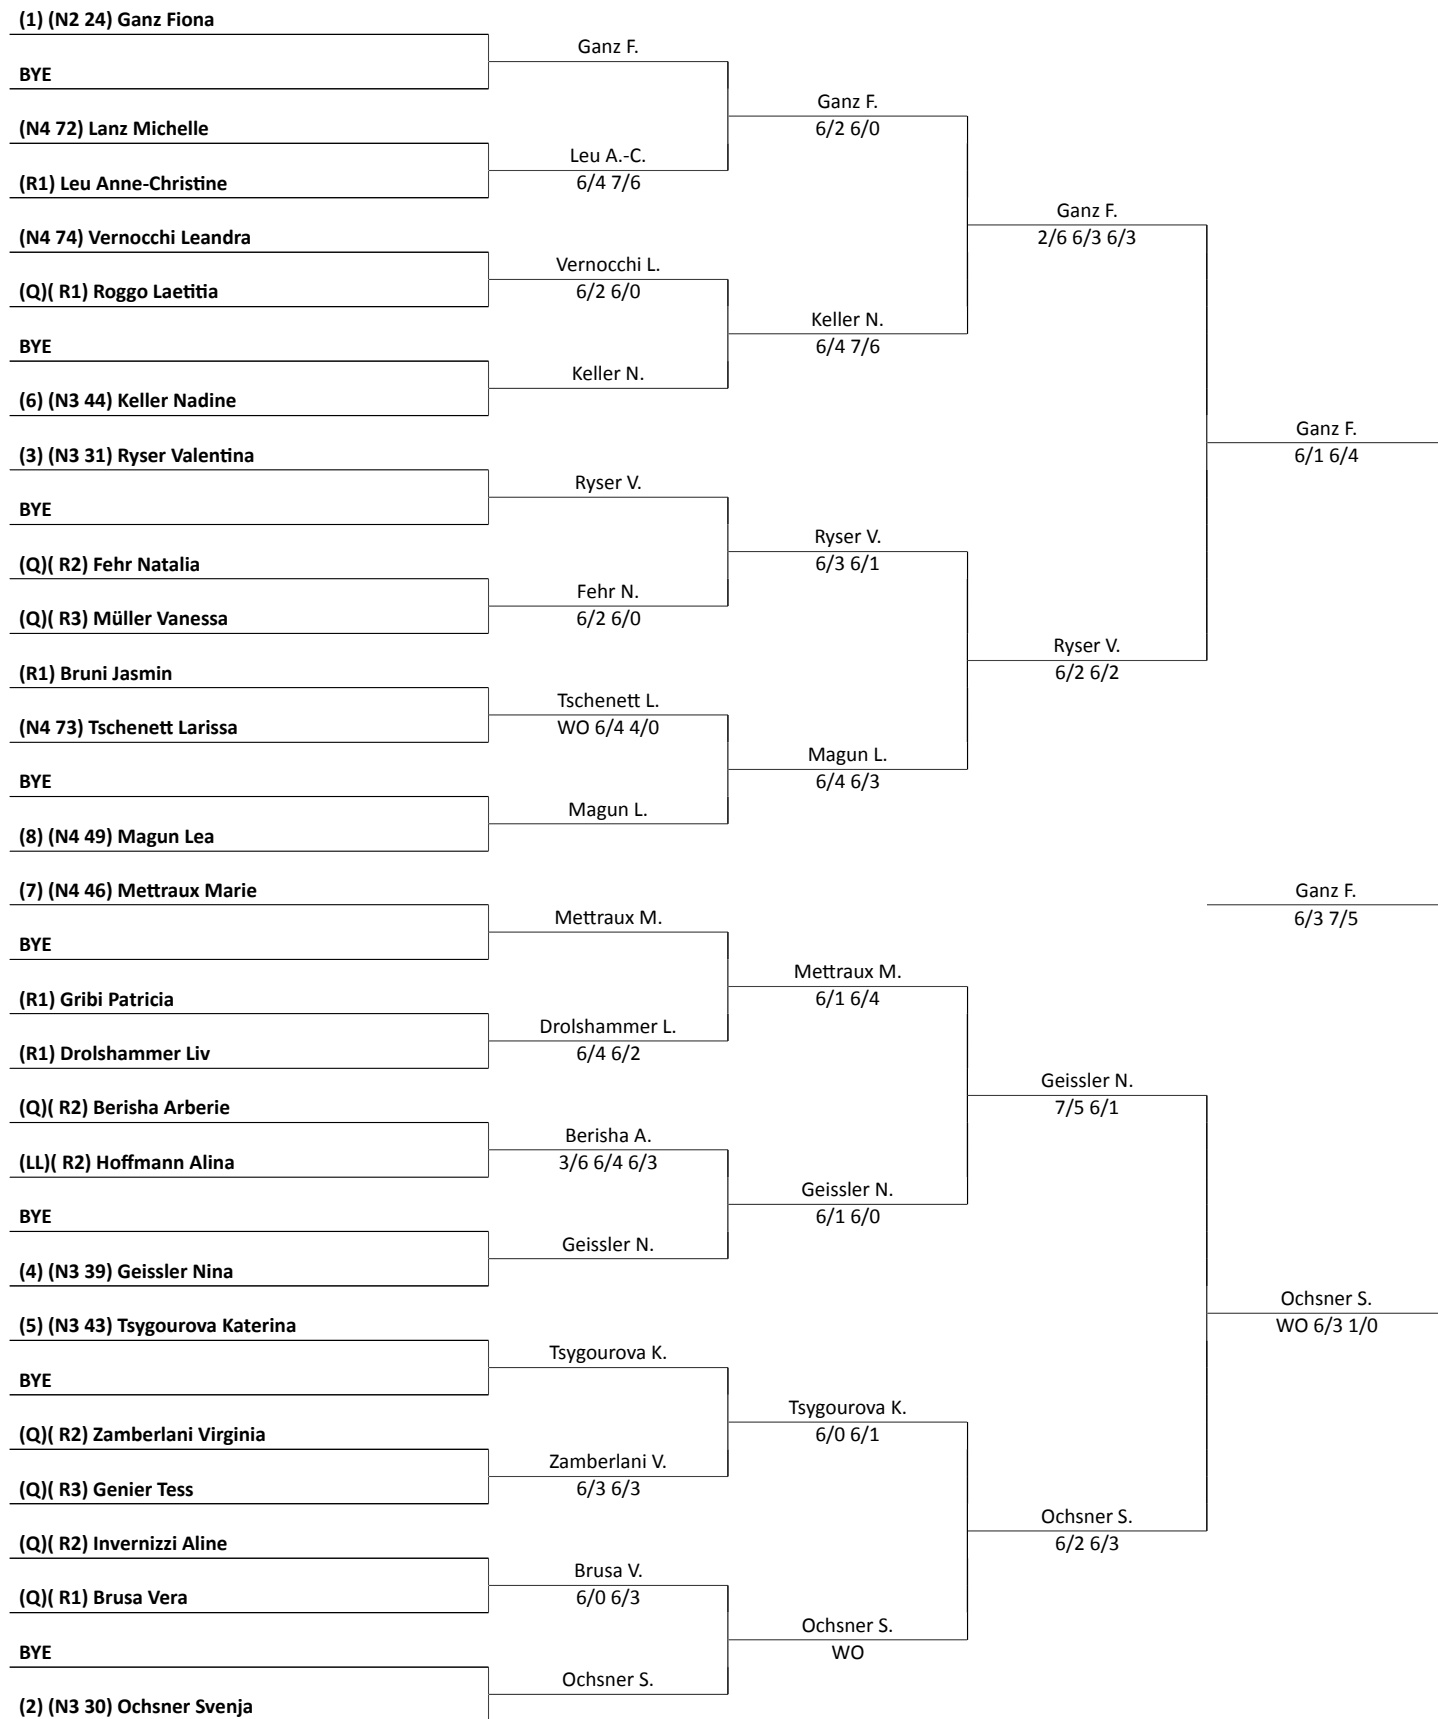 (1) (N2 24) Ganz Fiona
Ganz F.
BYE
Ganz F.
6/2 6/0
(N4 72) Lanz Michelle
Leu A.-C.
6/4 7/6
(R1) Leu Anne-Christine
Ganz F.
2/6 6/3 6/3
(N4 74) Vernocchi Leandra
Vernocchi L.
6/2 6/0
(Q)( R1) Roggo Laetitia
Keller N.
6/4 7/6
BYE
Keller N.
(6) (N3 44) Keller Nadine
Ganz F.
6/1 6/4
(3) (N3 31) Ryser Valentina
Ryser V.
BYE
Ryser V.
6/3 6/1
(Q)( R2) Fehr Natalia
Fehr N.
6/2 6/0
(Q)( R3) Müller Vanessa
Ryser V.
6/2 6/2
(R1) Bruni Jasmin
Tschenett L.
WO 6/4 4/0
(N4 73) Tschenett Larissa
Magun L.
6/4 6/3
BYE
Magun L.
(8) (N4 49) Magun Lea
(7) (N4 46) Mettraux Marie
Ganz F.
6/3 7/5
Mettraux M.
BYE
Mettraux M.
6/1 6/4
(R1) Gribi Patricia
Drolshammer L.
6/4 6/2
(R1) Drolshammer Liv
Geissler N.
7/5 6/1
(Q)( R2) Berisha Arberie
Berisha A.
3/6 6/4 6/3
(LL)( R2) Hoffmann Alina
Geissler N.
6/1 6/0
BYE
Geissler N.
(4) (N3 39) Geissler Nina
Ochsner S.
WO 6/3 1/0
(5) (N3 43) Tsygourova Katerina
Tsygourova K.
BYE
Tsygourova K.
6/0 6/1
(Q)( R2) Zamberlani Virginia
Zamberlani V.
6/3 6/3
(Q)( R3) Genier Tess
Ochsner S.
6/2 6/3
(Q)( R2) Invernizzi Aline
Brusa V.
6/0 6/3
(Q)( R1) Brusa Vera
Ochsner S.
WO
BYE
Ochsner S.
(2) (N3 30) Ochsner Svenja